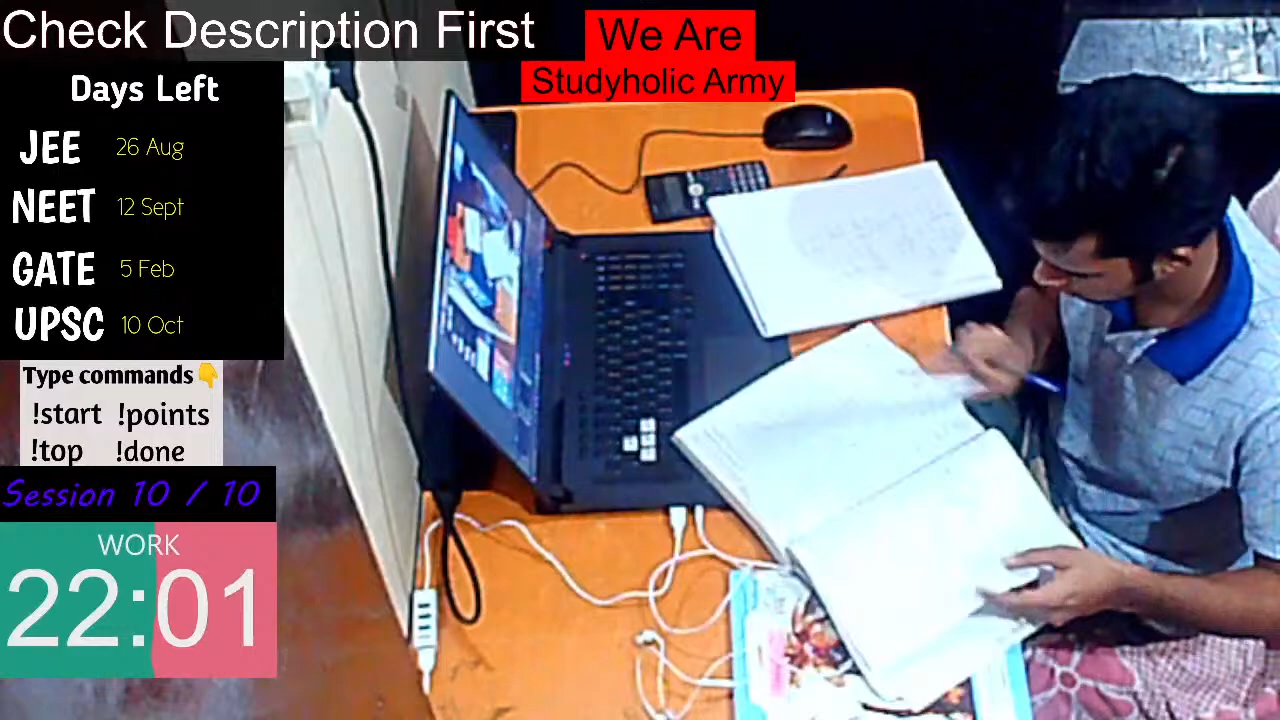 Check Description First
We Are
Studyholic Army
Days Left
JEE 26 Aug
NEET 12 Sept
GATE 5 Feb
UPSC 10 Oct
Type commands👇
!start !points
!top !done
Session 10 / 10
WORK
22:01